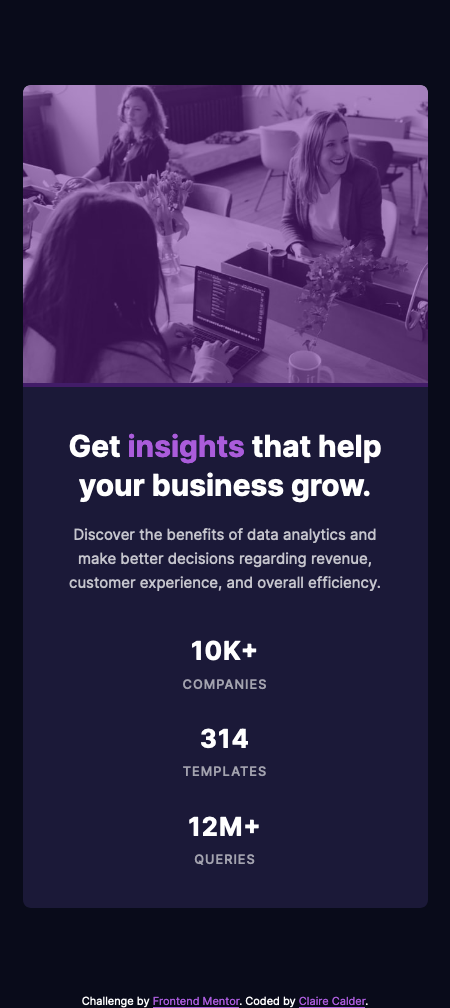 Get insights that help
your business grow.
Discover the benefits of data analytics and
make better decisions regarding revenue,
customer experience, and overall efficiency.
10K+
COMPANIES
314
TEMPLATES
12M+
QUERIES
Challenge by Frontend Mentor. Coded by Claire Calder.